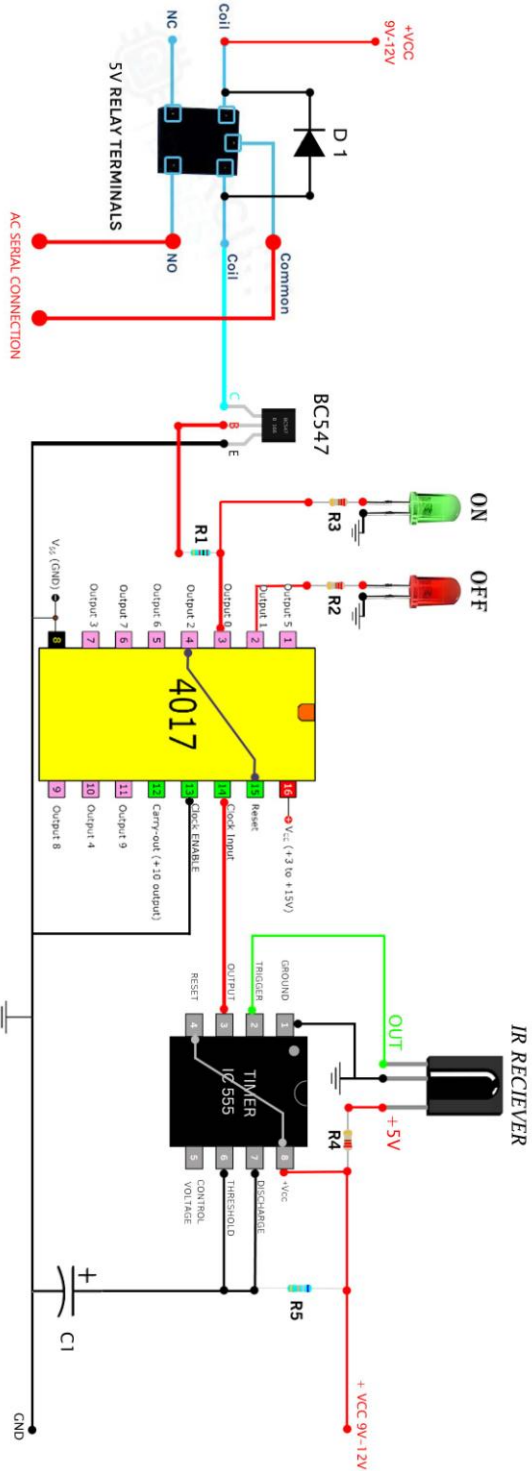 +VCC
9V-12V
NC
Coil
D 1
5V RELAY TERMINALS
NO
Coil
Common
AC SERIAL CONNECTION
BC547
C
B
E
ON
OFF
R3
R2
R1
Vss (GND)
Output 3
Output 7
Output 6
Output 2
Output 0
Output 1
Output 5
8
7
6
5
4
3
2
1
4017
9
10
11
12
13
14
15
16
Output 8
Output 4
Output 9
Carry-out (+10 output)
Clock ENABLE
Clock Input
Reset
Vcc (+3 to +15V)
IR RECIEVER
OUT
+5V
R4
GROUND
TRIGGER
OUTPUT
RESET
1
2
3
4
TIMER
IC 555
8
7
6
5
+Vcc
DISCHARGE
THRESHOLD
CONTROL
VOLTAGE
R5
+
C1
+ VCC 9V-12V
GND